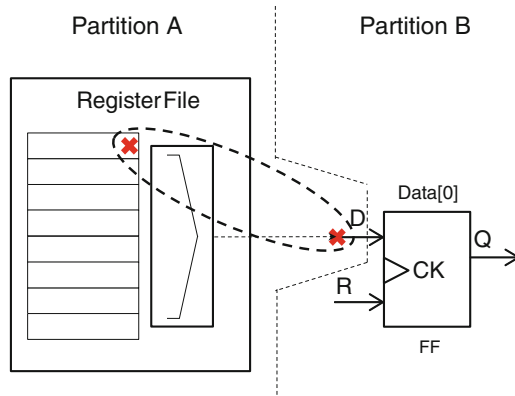 Partition A
Partition B
RegisterFile
Data[0]
D
Q
CK
R
FF